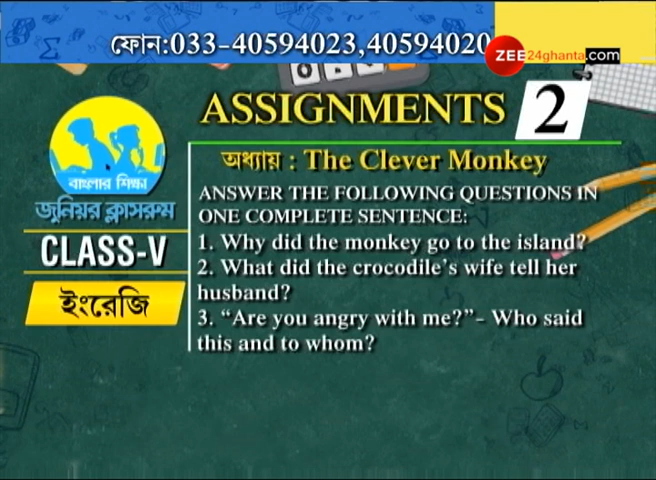 ফোন:033-40594023,40594020
ZEE24ghanta.com
ASSIGNMENTS 2
অধ্যায় : The Clever Monkey
ANSWER THE FOLLOWING QUESTIONS IN
ONE COMPLETE SENTENCE:
1. Why did the monkey go to the island?
2. What did the crocodile's wife tell her
husband?
3. “Are you angry with me?”- Who said
this and to whom?
বাংলার শিক্ষা
জুনিয়র ক্লাসরুম
CLASS-V
ইংরেজি